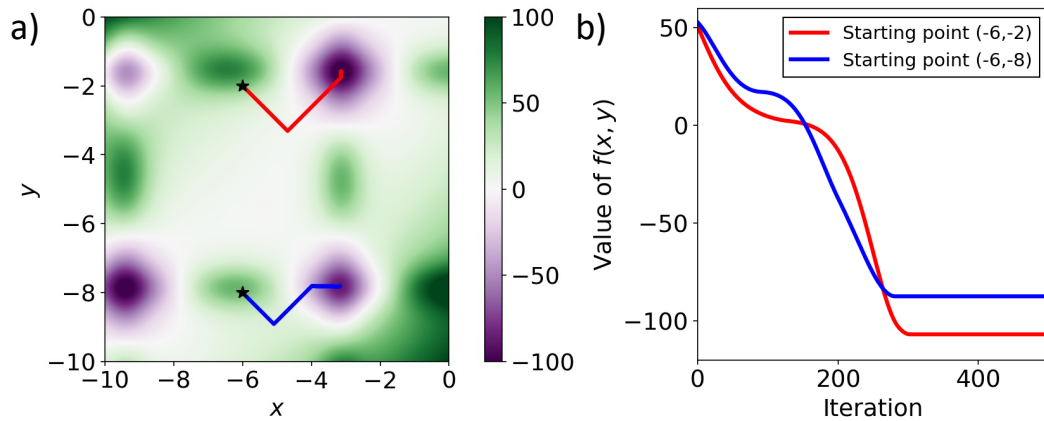 a)
y
0
−2
−4
−6
−8
−10
−10 −8 −6 −4 −2 0
x
100
50
0
−50
−100
b)
Value of f(x, y)
50
0
−50
−100
Starting point (-6,-2)
Starting point (-6,-8)
0 200 400
Iteration